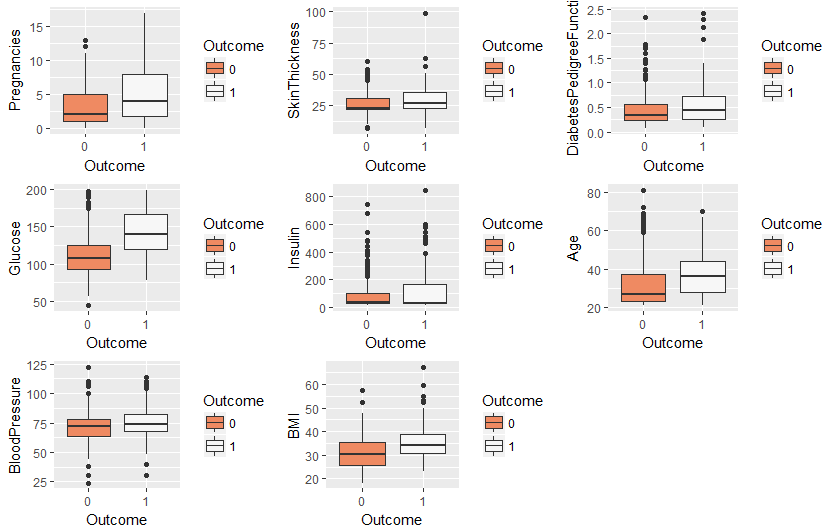 Pregnancies
15
10
5
0
0 1
Outcome
Outcome
0
1
SkinThickness
100
75
50
25
0 1
Outcome
Outcome
0
1
DiabetesPedigreeFuncti
2.5
2.0
1.5
1.0
0.5
0.0
0 1
Outcome
Outcome
0
1
Glucose
200
150
100
50
0 1
Outcome
Outcome
0
1
Insulin
800
600
400
200
0
0 1
Outcome
Outcome
0
1
Age
80
60
40
20
0 1
Outcome
Outcome
0
1
BloodPressure
125
100
75
50
25
0 1
Outcome
Outcome
0
1
BMI
60
50
40
30
20
0 1
Outcome
Outcome
0
1